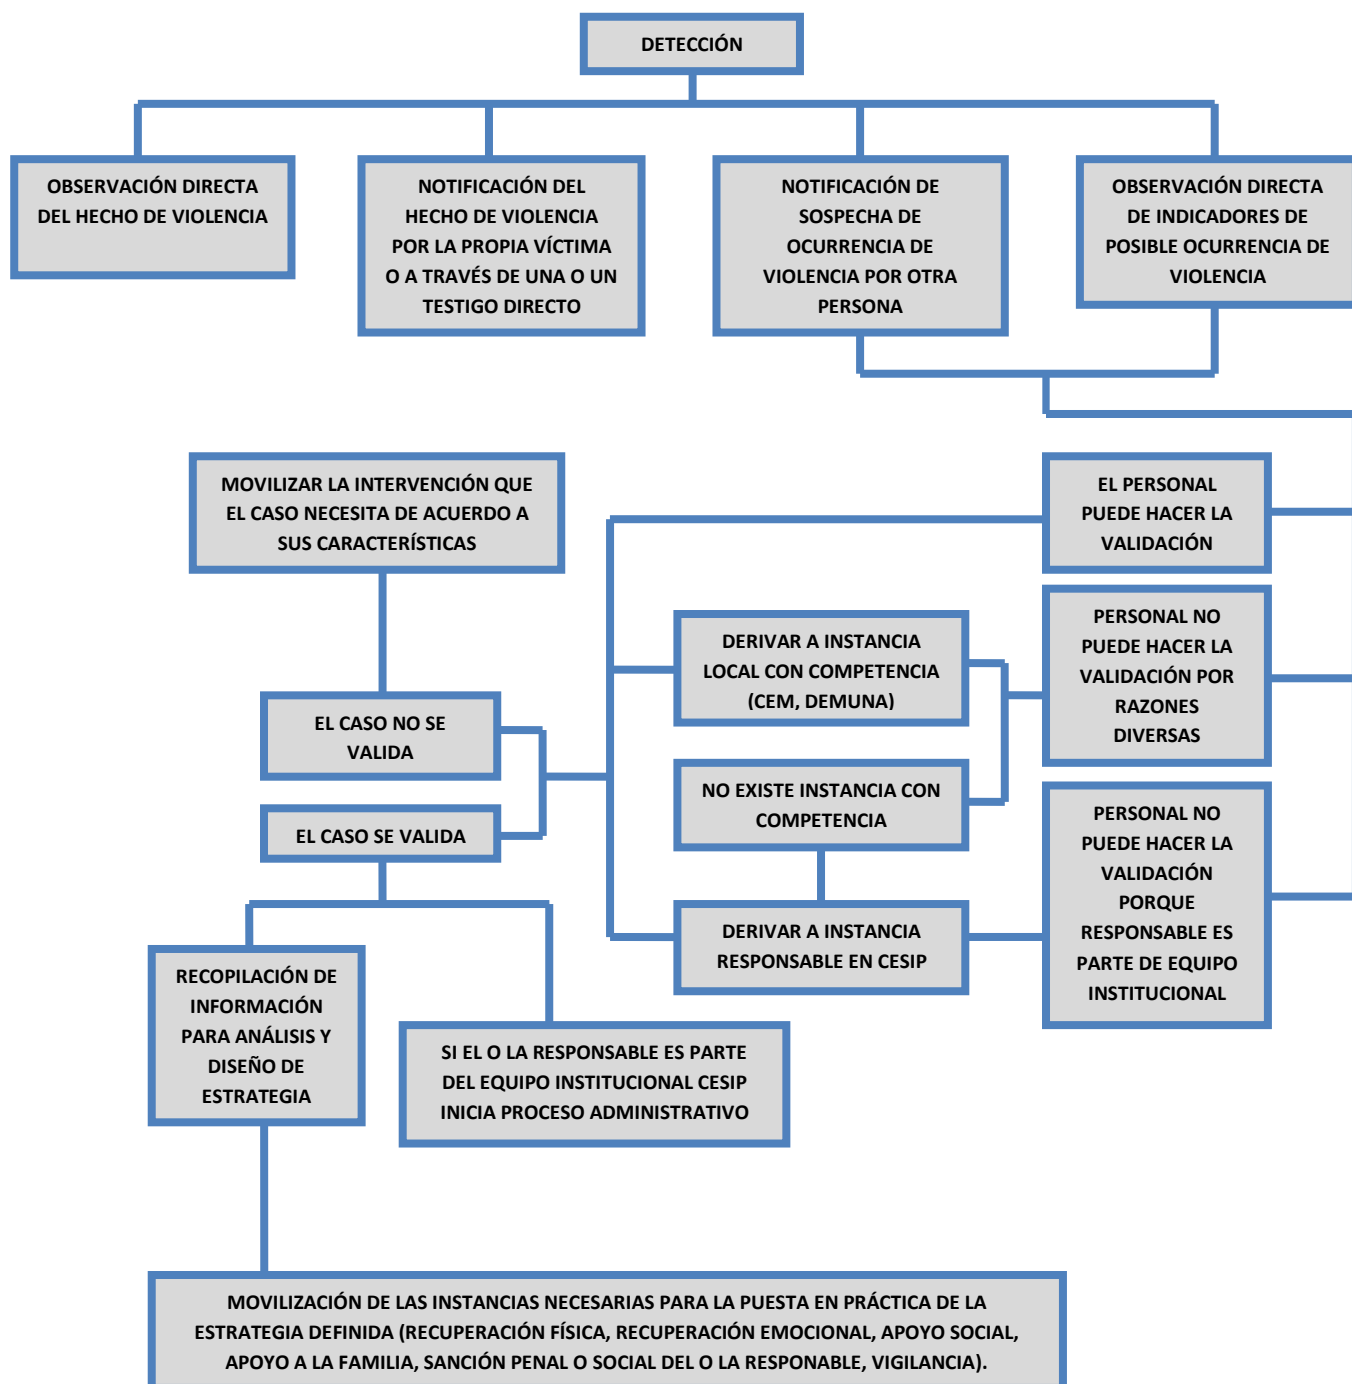 DETECCIÓN
OBSERVACIÓN DIRECTA
DEL HECHO DE VIOLENCIA
NOTIFICACIÓN DEL
HECHO DE VIOLENCIA
POR LA PROPIA VÍCTIMA
O A TRAVÉS DE UNA O UN
TESTIGO DIRECTO
NOTIFICACIÓN DE
SOSPECHA DE
OCURRENCIA DE
VIOLENCIA POR OTRA
PERSONA
OBSERVACIÓN DIRECTA
DE INDICADORES DE
POSIBLE OCURRENCIA DE
VIOLENCIA
MOVILIZAR LA INTERVENCIÓN QUE
EL CASO NECESITA DE ACUERDO A
SUS CARACTERÍSTICAS
EL PERSONAL
PUEDE HACER LA
VALIDACIÓN
DERIVAR A INSTANCIA
LOCAL CON COMPETENCIA
(CEM, DEMUNA)
PERSONAL NO
PUEDE HACER LA
VALIDACIÓN POR
RAZONES
DIVERSAS
EL CASO NO SE
VALIDA
NO EXISTE INSTANCIA CON
COMPETENCIA
EL CASO SE VALIDA
PERSONAL NO
PUEDE HACER LA
VALIDACIÓN
PORQUE
RESPONSABLE ES
PARTE DE EQUIPO
INSTITUCIONAL
DERIVAR A INSTANCIA
RESPONSABLE EN CESIP
RECOPILACIÓN DE
INFORMACIÓN
PARA ANÁLISIS Y
DISEÑO DE
ESTRATEGIA
SI EL O LA RESPONSABLE ES PARTE
DEL EQUIPO INSTITUCIONAL CESIP
INICIA PROCESO ADMINISTRATIVO
MOVILIZACIÓN DE LAS INSTANCIAS NECESARIAS PARA LA PUESTA EN PRÁCTICA DE LA
ESTRATEGIA DEFINIDA (RECUPERACIÓN FÍSICA, RECUPERACIÓN EMOCIONAL, APOYO SOCIAL,
APOYO A LA FAMILIA, SANCIÓN PENAL O SOCIAL DEL O LA RESPONABLE, VIGILANCIA).